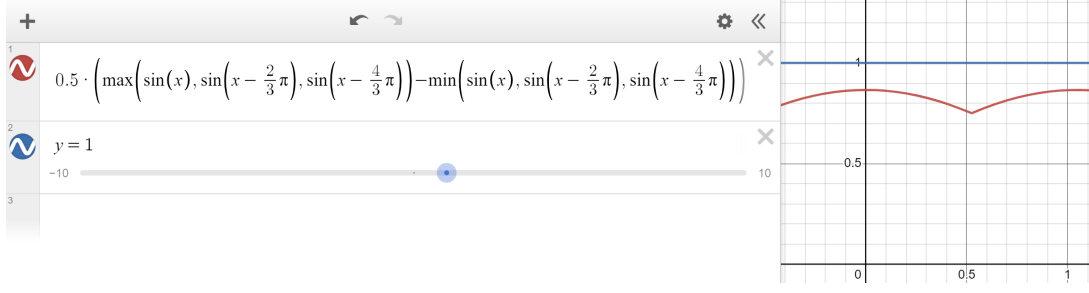 1
0.5 · (max(sin(x), sin(x − 2/3 π), sin(x − 4/3 π)) − min(sin(x), sin(x − 2/3 π), sin(x − 4/3 π)))
2
y = 1
−10 10
3
1
0.5
0 0.5 1